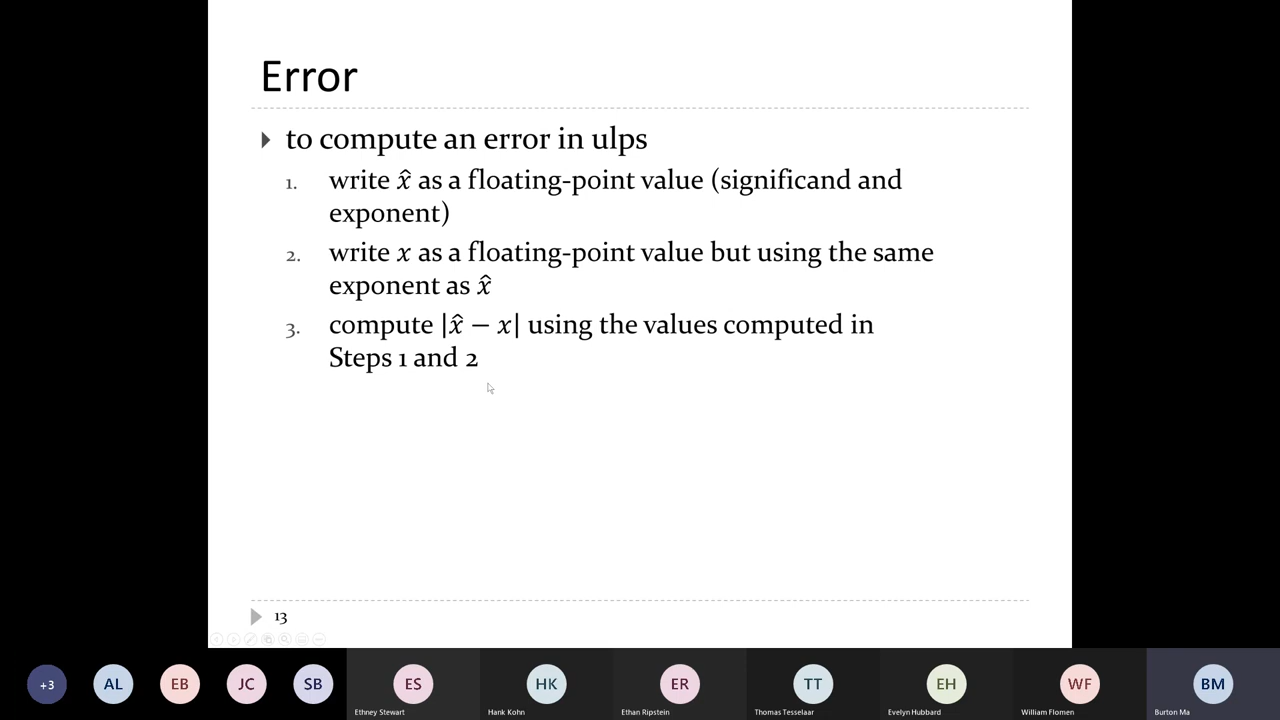 Error
to compute an error in ulps
1. write x̂ as a floating-point value (significand and
exponent)
2. write x as a floating-point value but using the same
exponent as x̂
3. compute |x̂ − x| using the values computed in
Steps 1 and 2
13
+3
AL
EB
JC
SB
ES
HK
ER
TT
EH
WF
BM
Ethney Stewart
Hank Kohn
Ethan Ripstein
Thomas Tesselaar
Evelyn Hubbard
William Flomen
Burton Ma